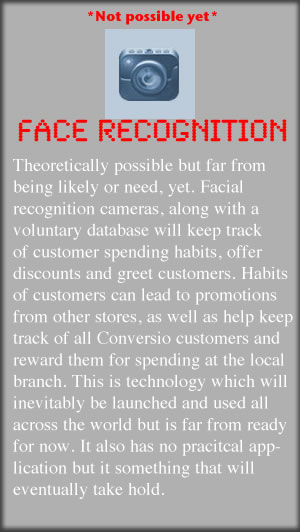 *Not possible yet*
FACE RECOGNITION
Theoretically possible but far from
being likely or need, yet. Facial
recognition cameras, along with a
voluntary database will keep track
of customer spending habits, offer
discounts and greet customers. Habits
of customers can lead to promotions
from other stores, as well as help keep
track of all Conversio customers and
reward them for spending at the local
branch. This is technology which will
inevitably be launched and used all
across the world but is far from ready
for now. It also has no pracitcal app-
lication but it something that will
eventually take hold.